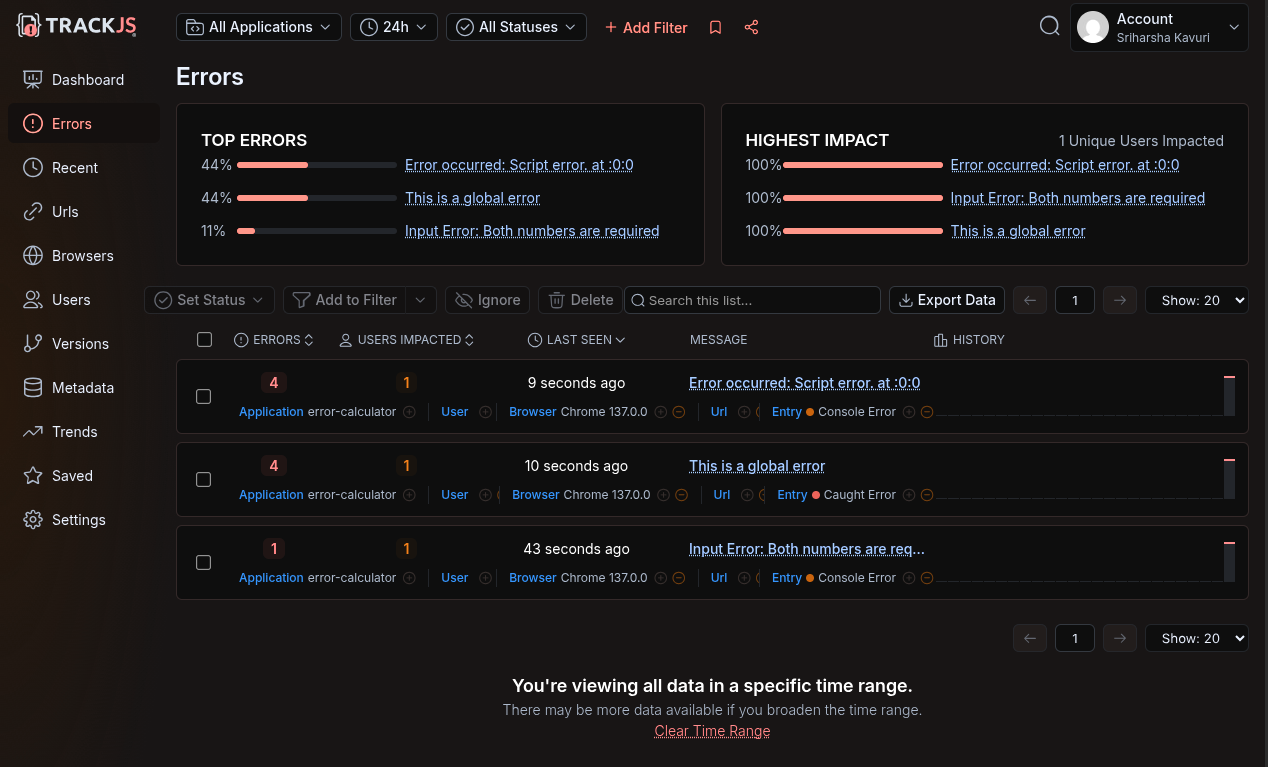 TRACKJS
All Applications
24h
All Statuses
+ Add Filter
Account
Sriharsha Kavuri
Dashboard
Errors
Recent
Urls
Browsers
Users
Versions
Metadata
Trends
Saved
Settings
Errors
TOP ERRORS
44% Error occurred: Script error. at :0:0
44% This is a global error
11% Input Error: Both numbers are required
HIGHEST IMPACT 1 Unique Users Impacted
100% Error occurred: Script error. at :0:0
100% Input Error: Both numbers are required
100% This is a global error
Set Status Add to Filter Ignore Delete Search this list... Export Data 1 Show: 20
ERRORS USERS IMPACTED LAST SEEN MESSAGE HISTORY
4 1 9 seconds ago Error occurred: Script error. at :0:0
Application error-calculator User Browser Chrome 137.0.0 Url Entry Console Error
4 1 10 seconds ago This is a global error
Application error-calculator User Browser Chrome 137.0.0 Url Entry Caught Error
1 1 43 seconds ago Input Error: Both numbers are req...
Application error-calculator User Browser Chrome 137.0.0 Url Entry Console Error
1 Show: 20
You're viewing all data in a specific time range.
There may be more data available if you broaden the time range.
Clear Time Range